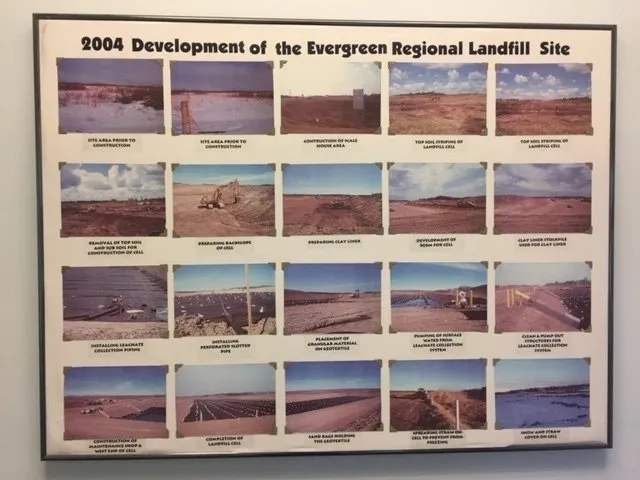 2004 Development of the Evergreen Regional Landfill Site
SITE AREA PRIOR TO
CONSTRUCTION
SITE AREA PRIOR TO
CONSTRUCTION
CONTRUCTION OF SCALE
HOUSE AREA
TOP SOIL STRIPING OF
LANDFILL CELL
TOP SOIL STRIPING OF
LANDFILL CELL
REMOVAL OF TOP SOIL
AND SUB SOIL FOR
CONSTRUCTION OF CELL
PREPARING BACKSLOPE
OF CELL
PREPARING CLAY LINER
DEVELOPMENT OF
BERM FOR CELL
CLAY LINER STOCKPILE
USED FOR CLAY LINER
INSTALLING LEACHATE
COLLECTION PIPING
INSTALLING
PERFORATED SLOTTED
PIPE
PLACEMENT OF
GRANULAR MATERIAL
ON GEOTEXTILE
PUMPING OF SURFACE
WATER FROM
LEACHATE COLLECTION
SYSTEM
CLEAN & PUMP OUT
STRUCTURES FOR
LEACHATE COLLECTION
SYSTEM
CONSTRUCTION OF
MAINTENANCE SHOP &
WEST END OF CELL
COMPLETION OF
LANDFILL CELL
SAND BAGS HOLDING
THE GEOTEXTILE
SPREADING STRAW ON
CELL TO PREVENT FROM
FREEZING
SNOW AND STRAW
COVER ON CELL